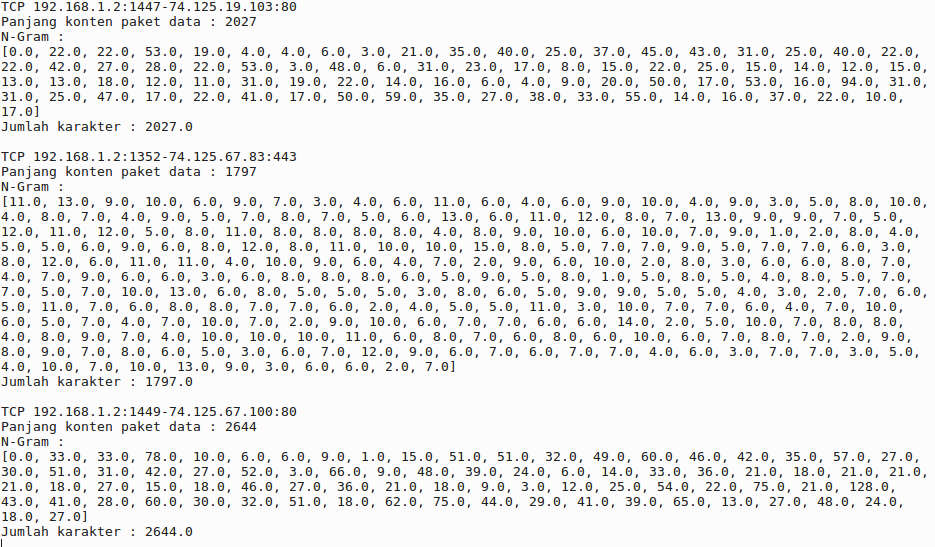 TCP 192.168.1.2:1447-74.125.19.103:80
Panjang konten paket data : 2027
N-Gram :
[0.0, 22.0, 22.0, 53.0, 19.0, 4.0, 4.0, 6.0, 3.0, 21.0, 35.0, 40.0, 25.0, 37.0, 45.0, 43.0, 31.0, 25.0, 40.0, 22.0,
22.0, 42.0, 27.0, 28.0, 22.0, 53.0, 3.0, 48.0, 6.0, 31.0, 23.0, 17.0, 8.0, 15.0, 22.0, 25.0, 15.0, 14.0, 12.0, 15.0,
13.0, 13.0, 18.0, 12.0, 11.0, 31.0, 19.0, 22.0, 14.0, 16.0, 6.0, 4.0, 9.0, 20.0, 50.0, 17.0, 53.0, 16.0, 94.0, 31.0,
31.0, 25.0, 47.0, 17.0, 22.0, 41.0, 17.0, 50.0, 59.0, 35.0, 27.0, 38.0, 33.0, 55.0, 14.0, 16.0, 37.0, 22.0, 10.0,
17.0]
Jumlah karakter : 2027.0
TCP 192.168.1.2:1352-74.125.67.83:443
Panjang konten paket data : 1797
N-Gram :
[11.0, 13.0, 9.0, 10.0, 6.0, 9.0, 7.0, 3.0, 4.0, 6.0, 11.0, 6.0, 4.0, 6.0, 9.0, 10.0, 4.0, 9.0, 3.0, 5.0, 8.0, 10.0,
4.0, 8.0, 7.0, 4.0, 9.0, 5.0, 7.0, 8.0, 7.0, 5.0, 6.0, 13.0, 6.0, 11.0, 12.0, 8.0, 7.0, 13.0, 9.0, 9.0, 7.0, 5.0,
12.0, 11.0, 12.0, 5.0, 8.0, 11.0, 8.0, 8.0, 8.0, 8.0, 4.0, 8.0, 9.0, 10.0, 6.0, 10.0, 7.0, 9.0, 1.0, 2.0, 8.0, 4.0,
5.0, 5.0, 6.0, 9.0, 6.0, 8.0, 12.0, 8.0, 11.0, 10.0, 10.0, 15.0, 8.0, 5.0, 7.0, 7.0, 9.0, 5.0, 7.0, 7.0, 6.0, 3.0,
8.0, 12.0, 6.0, 11.0, 11.0, 4.0, 10.0, 9.0, 6.0, 4.0, 7.0, 2.0, 9.0, 6.0, 10.0, 2.0, 8.0, 3.0, 6.0, 6.0, 8.0, 7.0,
4.0, 7.0, 9.0, 6.0, 6.0, 3.0, 6.0, 8.0, 8.0, 8.0, 6.0, 5.0, 9.0, 5.0, 8.0, 1.0, 5.0, 8.0, 5.0, 4.0, 8.0, 5.0, 7.0,
7.0, 5.0, 7.0, 10.0, 13.0, 6.0, 8.0, 5.0, 5.0, 5.0, 3.0, 8.0, 6.0, 5.0, 9.0, 9.0, 5.0, 5.0, 4.0, 3.0, 2.0, 7.0, 6.0,
5.0, 11.0, 7.0, 6.0, 8.0, 8.0, 7.0, 7.0, 6.0, 2.0, 4.0, 5.0, 5.0, 11.0, 3.0, 10.0, 7.0, 7.0, 6.0, 4.0, 7.0, 10.0,
6.0, 5.0, 7.0, 4.0, 7.0, 10.0, 7.0, 2.0, 9.0, 10.0, 6.0, 7.0, 7.0, 6.0, 6.0, 14.0, 2.0, 5.0, 10.0, 7.0, 8.0, 8.0,
4.0, 8.0, 9.0, 7.0, 4.0, 10.0, 10.0, 10.0, 11.0, 6.0, 8.0, 7.0, 6.0, 8.0, 6.0, 10.0, 6.0, 7.0, 8.0, 7.0, 2.0, 9.0,
8.0, 9.0, 7.0, 8.0, 6.0, 5.0, 3.0, 6.0, 7.0, 12.0, 9.0, 6.0, 7.0, 6.0, 7.0, 7.0, 4.0, 6.0, 3.0, 7.0, 7.0, 3.0, 5.0,
4.0, 10.0, 7.0, 10.0, 13.0, 9.0, 3.0, 6.0, 6.0, 2.0, 7.0]
Jumlah karakter : 1797.0
TCP 192.168.1.2:1449-74.125.67.100:80
Panjang konten paket data : 2644
N-Gram :
[0.0, 33.0, 33.0, 78.0, 10.0, 6.0, 6.0, 9.0, 1.0, 15.0, 51.0, 51.0, 32.0, 49.0, 60.0, 46.0, 42.0, 35.0, 57.0, 27.0,
30.0, 51.0, 31.0, 42.0, 27.0, 52.0, 3.0, 66.0, 9.0, 48.0, 39.0, 24.0, 6.0, 14.0, 33.0, 36.0, 21.0, 18.0, 21.0, 21.0,
21.0, 18.0, 27.0, 15.0, 18.0, 46.0, 27.0, 36.0, 21.0, 18.0, 9.0, 3.0, 12.0, 25.0, 54.0, 22.0, 75.0, 21.0, 128.0,
43.0, 41.0, 28.0, 60.0, 30.0, 32.0, 51.0, 18.0, 62.0, 75.0, 44.0, 29.0, 41.0, 39.0, 65.0, 13.0, 27.0, 48.0, 24.0,
18.0, 27.0]
Jumlah karakter : 2644.0